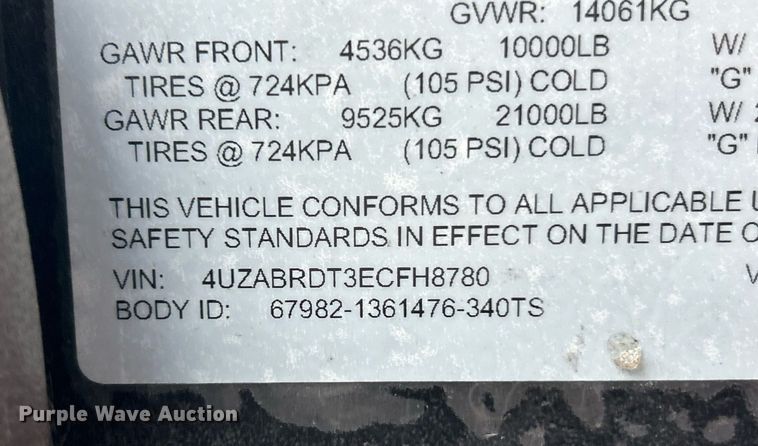 GVWR: 14061KG
GAWR FRONT: 4536KG 10000LB W/
TIRES @ 724KPA (105 PSI) COLD "G"
GAWR REAR: 9525KG 21000LB W/
TIRES @ 724KPA (105 PSI) COLD "G"
THIS VEHICLE CONFORMS TO ALL APPLICABLE
SAFETY STANDARDS IN EFFECT ON THE DATE
VIN: 4UZABRDT3ECFH8780
BODY ID: 67982-1361476-340TS
Purple Wave Auction